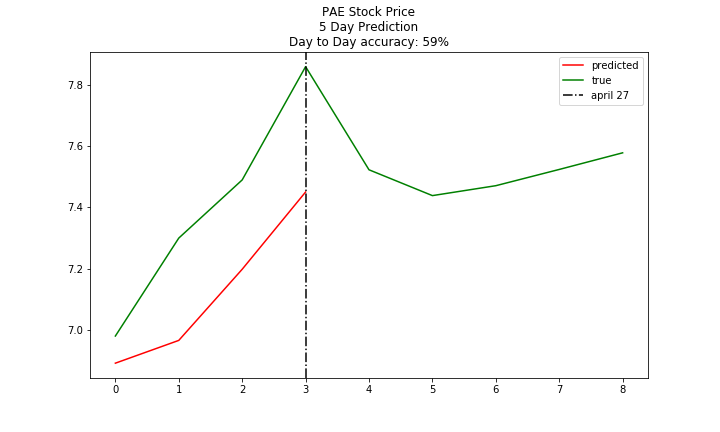 PAE Stock Price
5 Day Prediction
Day to Day accuracy: 59%
predicted
true
april 27
7.8
7.6
7.4
7.2
7.0
0 1 2 3 4 5 6 7 8